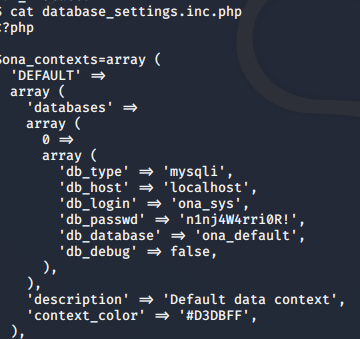 $ cat database_settings.inc.php
<?php
$ona_contexts=array (
'DEFAULT' =>
array (
'databases' =>
array (
0 =>
array (
'db_type' => 'mysqli',
'db_host' => 'localhost',
'db_login' => 'ona_sys',
'db_passwd' => 'n1nj4W4rri0R!',
'db_database' => 'ona_default',
'db_debug' => false,
),
),
'description' => 'Default data context',
'context_color' => '#D3DBFF',
),